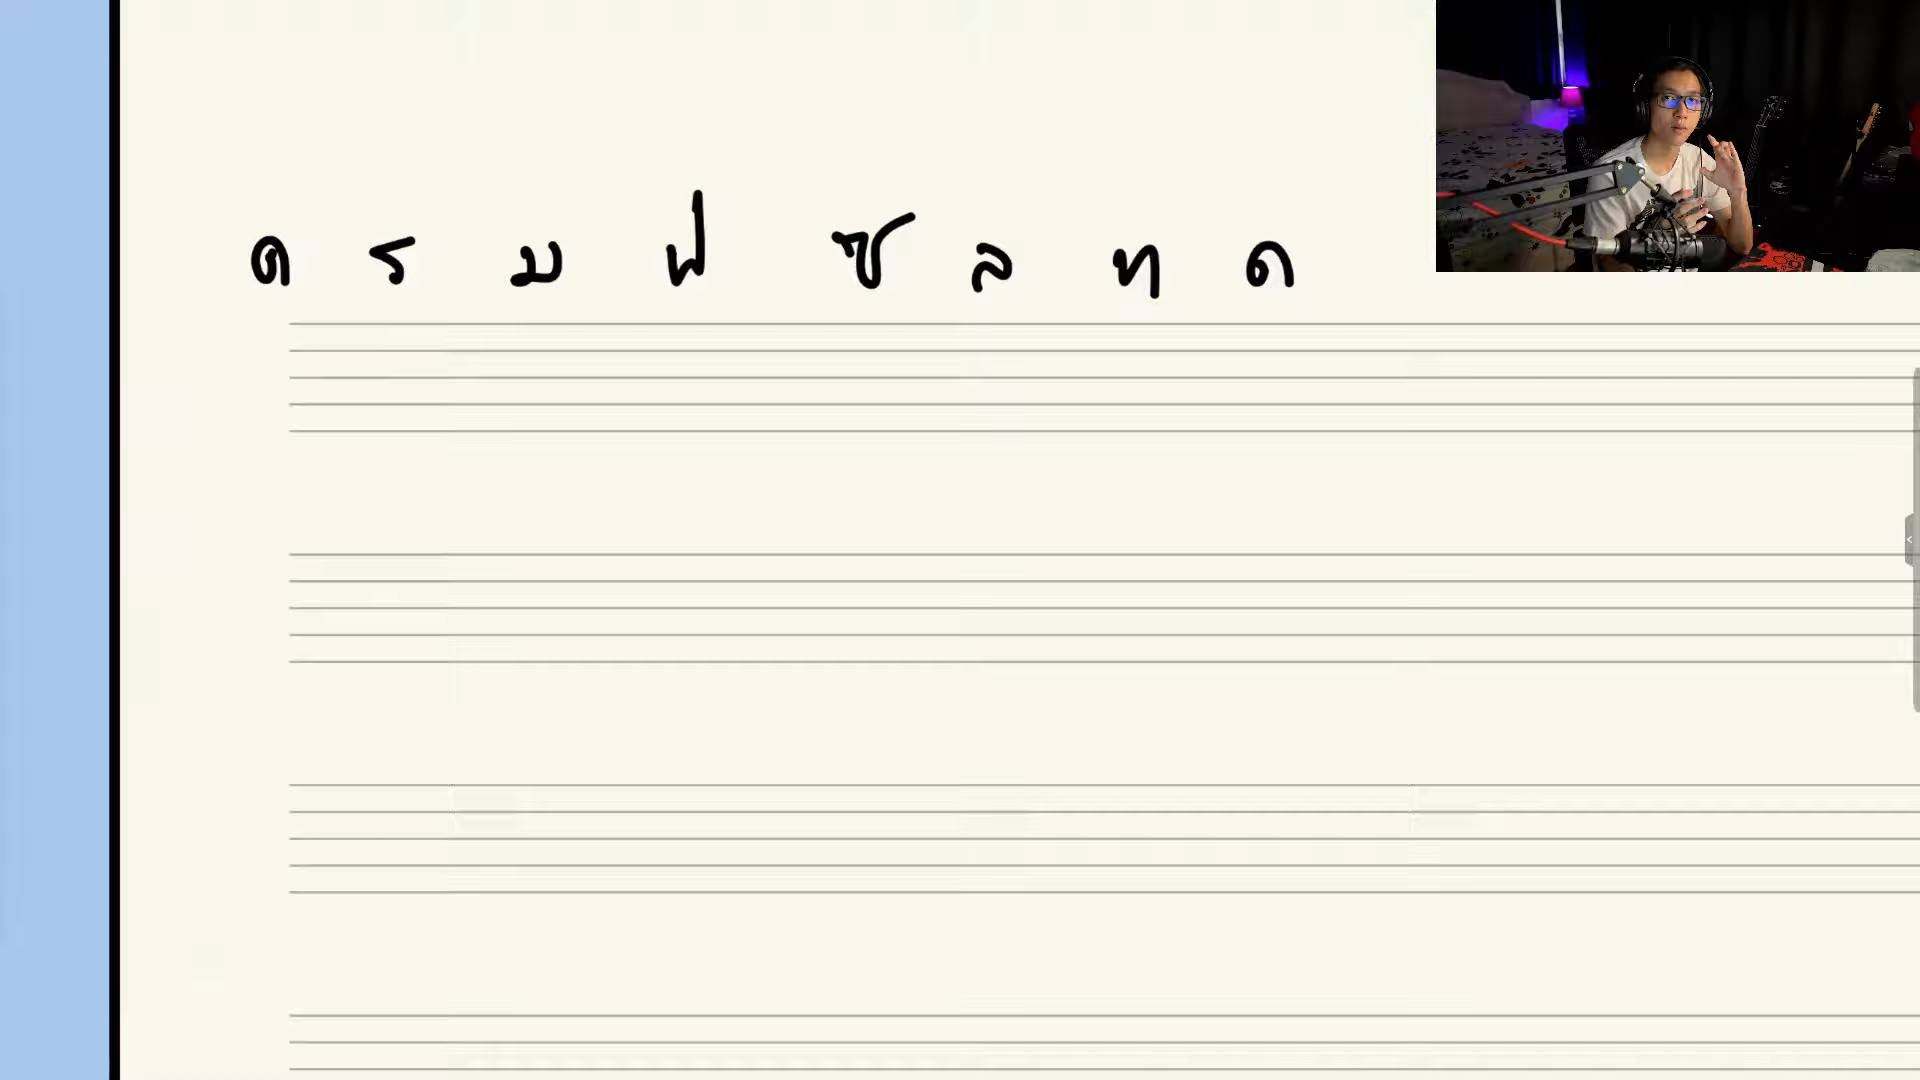 ด ร ม ฟ ซ ล ท ด